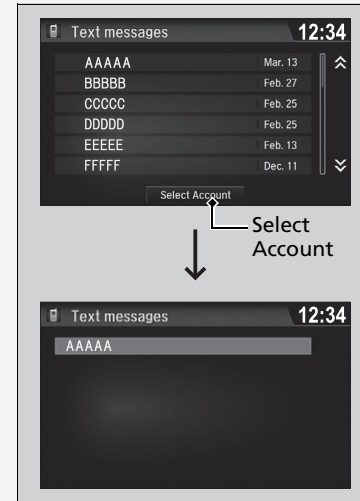 Text messages 12:34
AAAAA Mar. 13
BBBBB Feb. 27
CCCCC Feb. 25
DDDDD Feb. 25
EEEEE Feb. 13
FFFFF Dec. 11
Select Account
Select
Account
Text messages 12:34
AAAAA